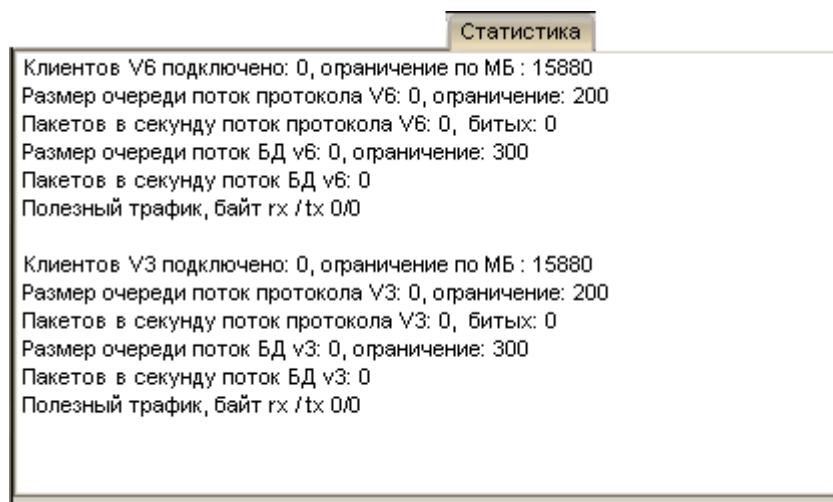 Статистика
Клиентов V6 подключено: 0, ограничение по МБ : 15880
Размер очереди поток протокола V6: 0, ограничение: 200
Пакетов в секунду поток протокола V6: 0, битых: 0
Размер очереди поток БД v6: 0, ограничение: 300
Пакетов в секунду поток БД v6: 0
Полезный трафик, байт rx / tx 0/0
Клиентов V3 подключено: 0, ограничение по МБ : 15880
Размер очереди поток протокола V3: 0, ограничение: 200
Пакетов в секунду поток протокола V3: 0, битых: 0
Размер очереди поток БД v3: 0, ограничение: 300
Пакетов в секунду поток БД v3: 0
Полезный трафик, байт rx / tx 0/0